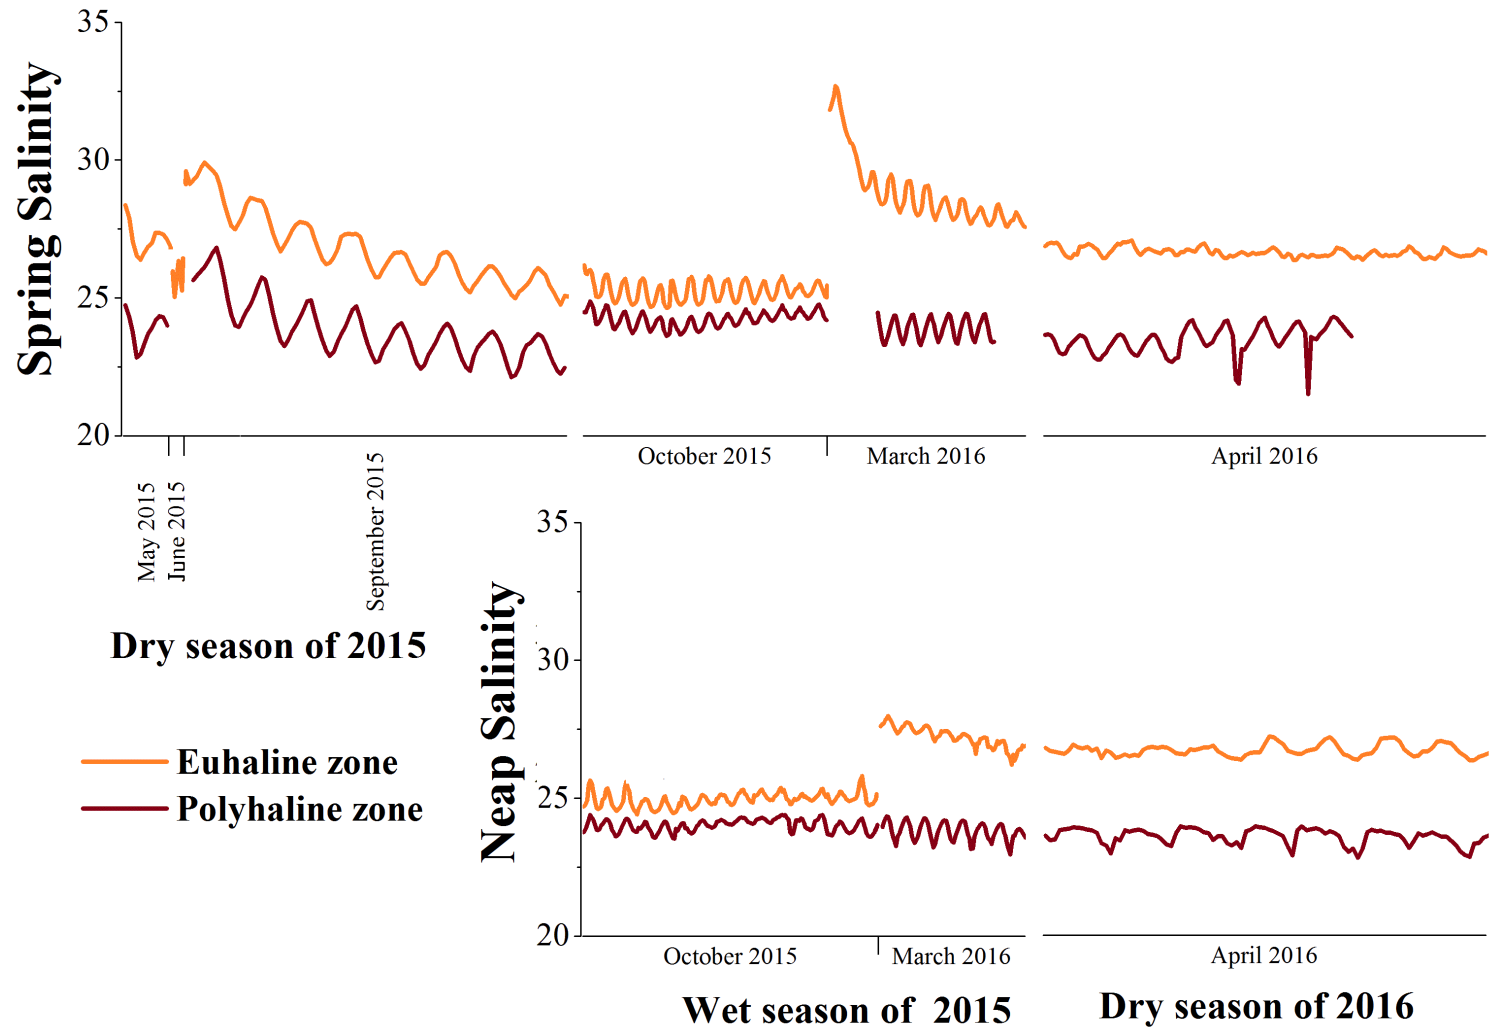 35
30
25
20
Spring Salinity
October 2015
March 2016
April 2016
May 2015
June 2015
September 2015
Dry season of 2015
35
30
25
20
Neap Salinity
Euhaline zone
Polyhaline zone
October 2015
March 2016
April 2016
Wet season of 2015
Dry season of 2016